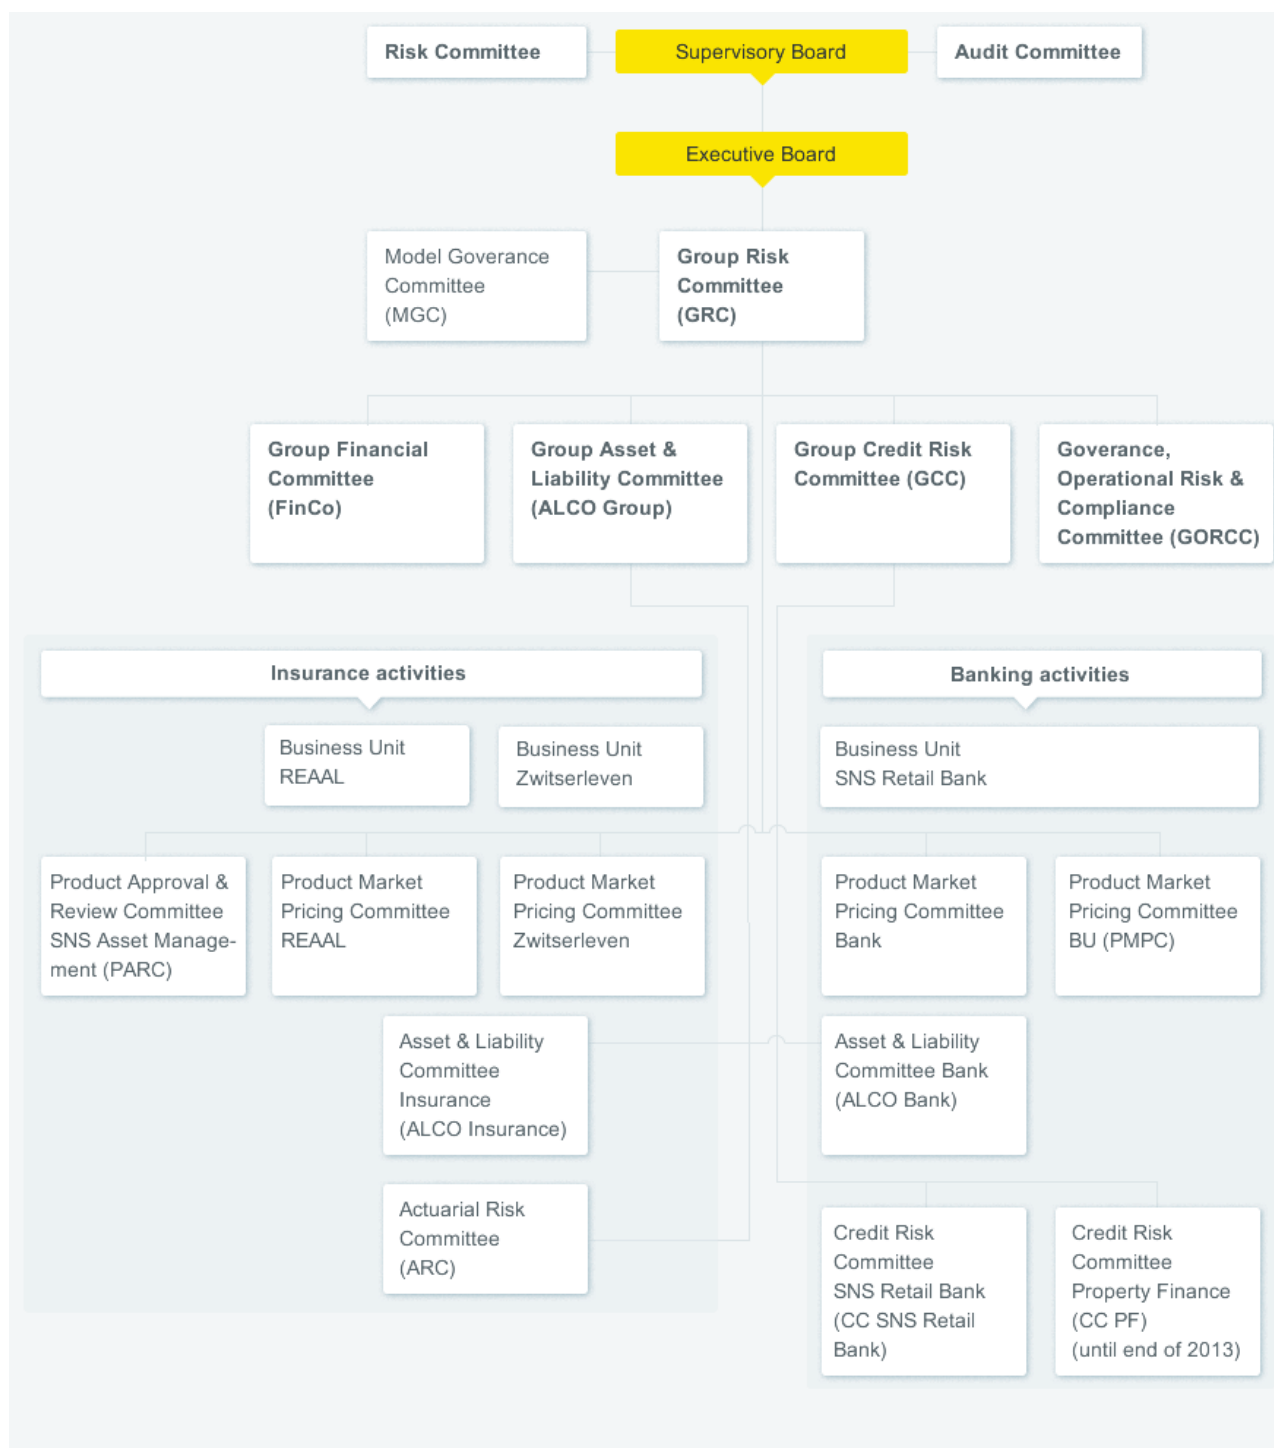 Risk Committee
Supervisory Board
Audit Committee
Executive Board
Model Goverance
Committee
(MGC)
Group Risk
Committee
(GRC)
Group Financial
Committee
(FinCo)
Group Asset &
Liability Committee
(ALCO Group)
Group Credit Risk
Committee (GCC)
Goverance,
Operational Risk &
Compliance
Committee (GORCC)
Insurance activities
Business Unit
REAAL
Business Unit
Zwitserleven
Banking activities
Business Unit
SNS Retail Bank
Product Approval &
Review Committee
SNS Asset Manage-
ment (PARC)
Product Market
Pricing Committee
REAAL
Product Market
Pricing Committee
Zwitserleven
Product Market
Pricing Committee
Bank
Product Market
Pricing Committee
BU (PMPC)
Asset & Liability
Committee
Insurance
(ALCO Insurance)
Asset & Liability
Committee Bank
(ALCO Bank)
Actuarial Risk
Committee
(ARC)
Credit Risk
Committee
SNS Retail Bank
(CC SNS Retail
Bank)
Credit Risk
Committee
Property Finance
(CC PF)
(until end of 2013)